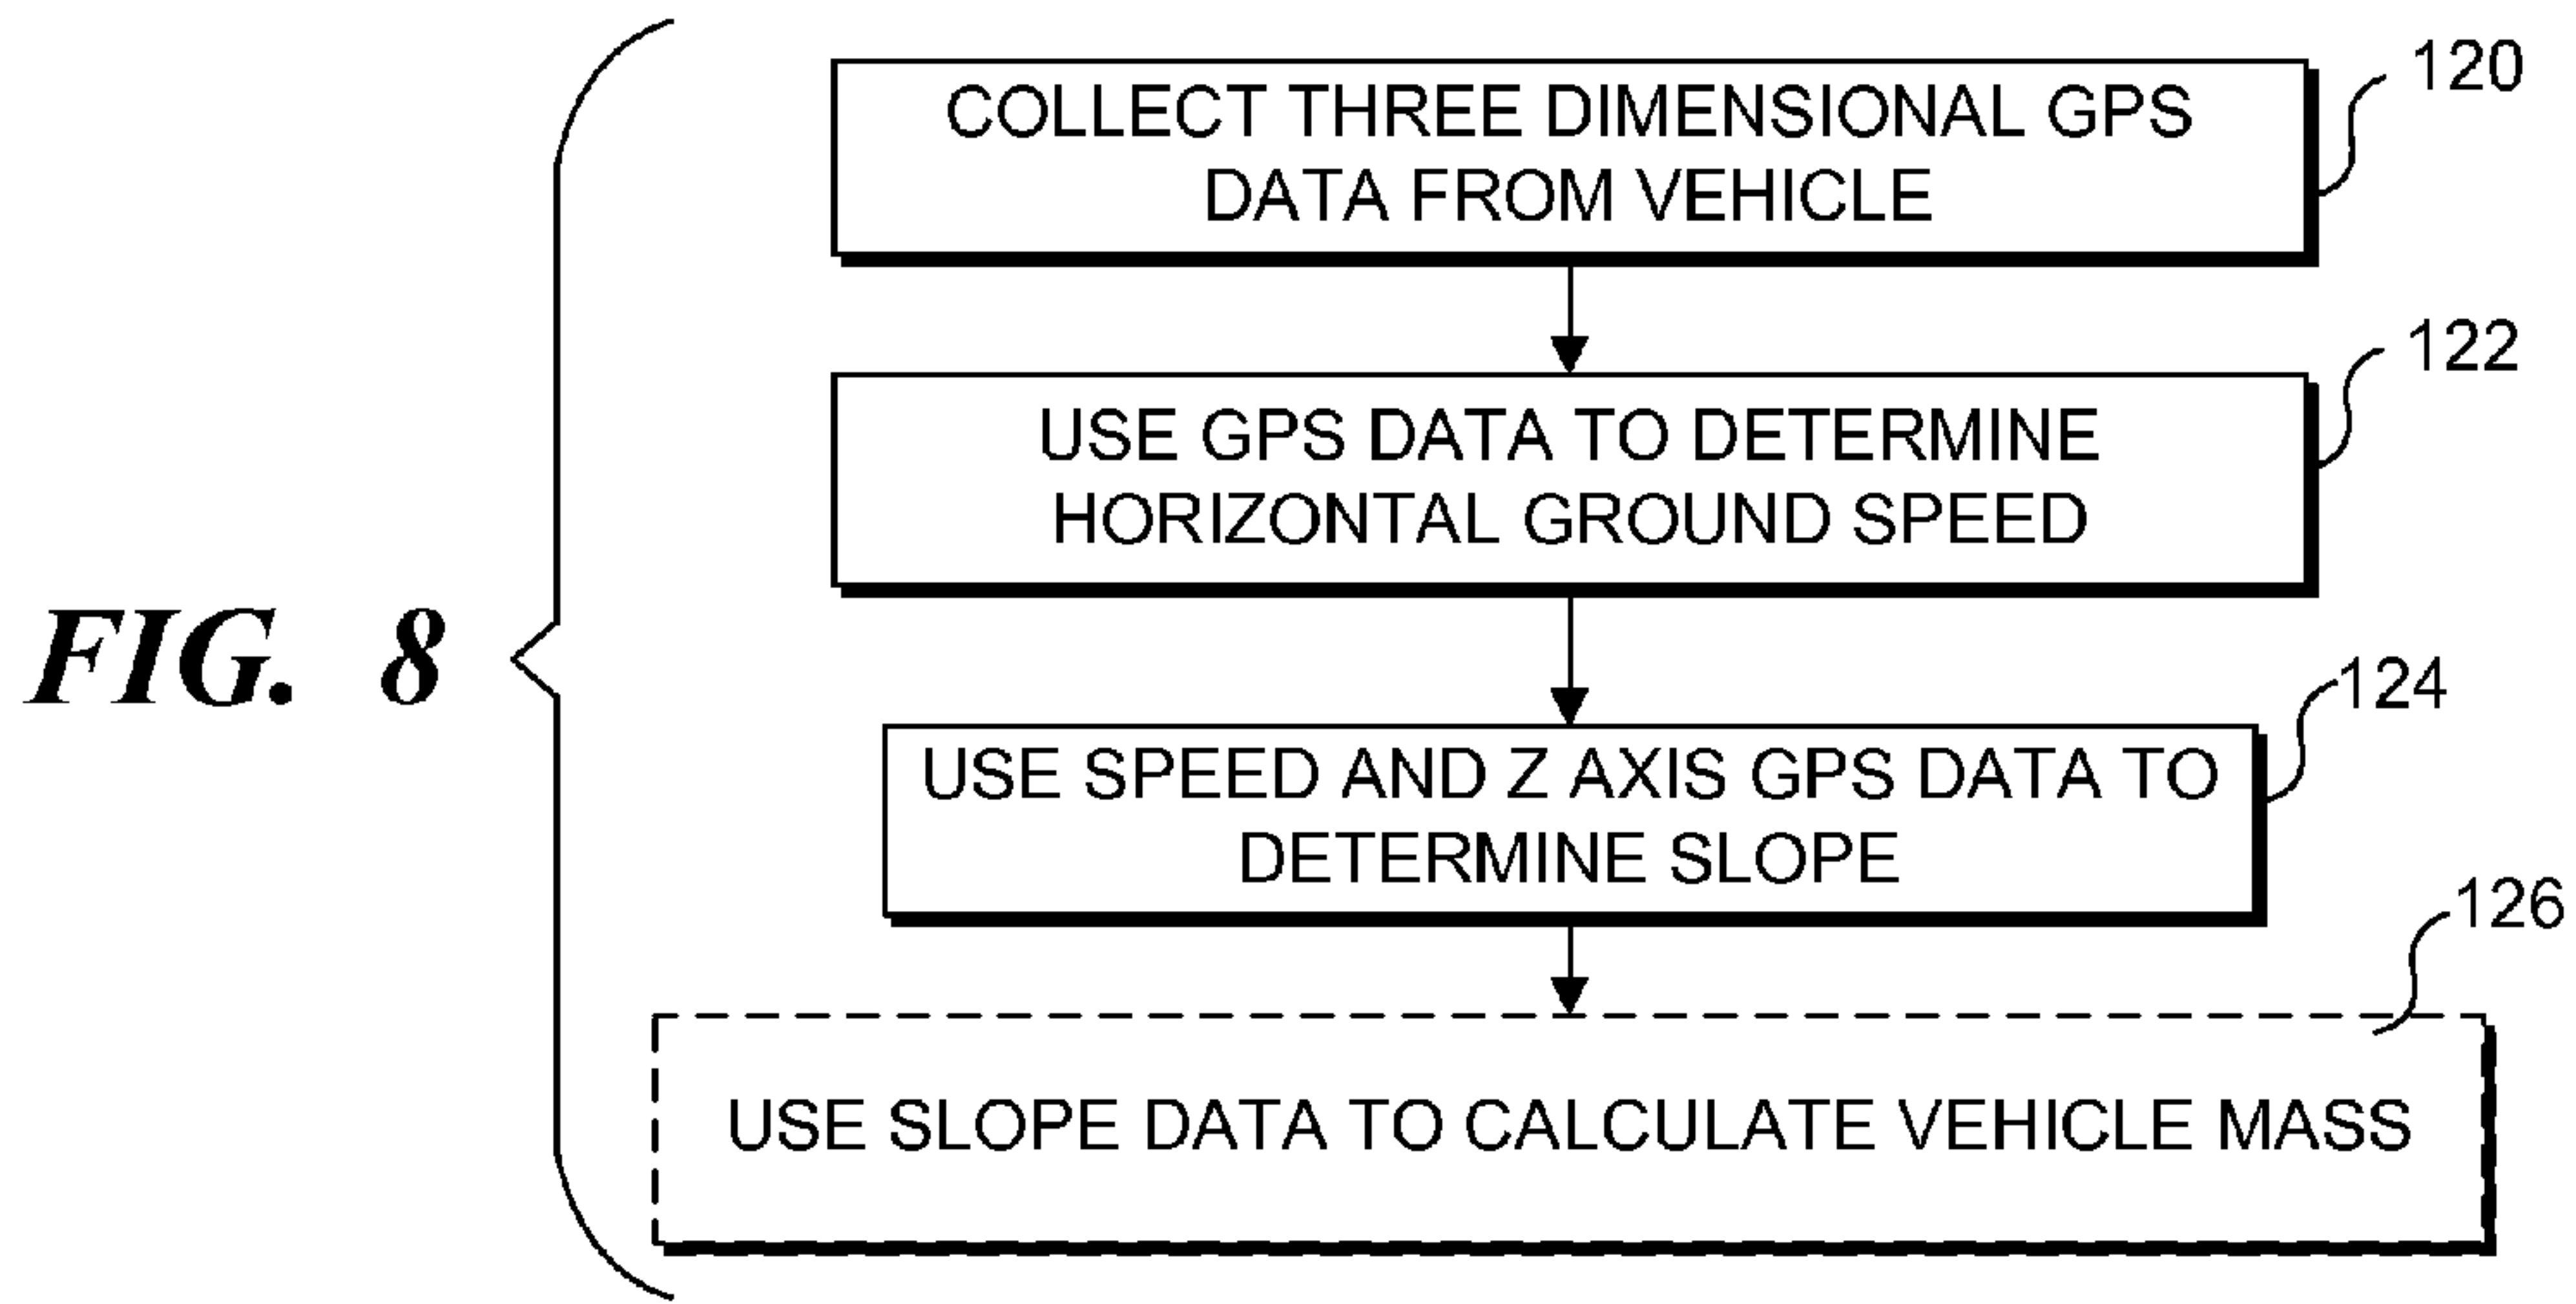 COLLECT THREE DIMENSIONAL GPS
DATA FROM VEHICLE
120
USE GPS DATA TO DETERMINE
HORIZONTAL GROUND SPEED
122
FIG. 8
USE SPEED AND Z AXIS GPS DATA TO
DETERMINE SLOPE
124
USE SLOPE DATA TO CALCULATE VEHICLE MASS
126